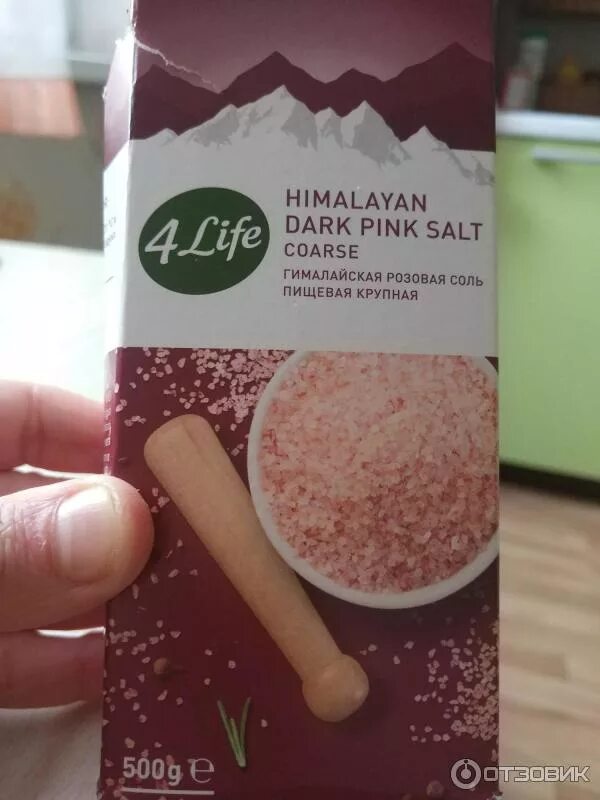 4Life
HIMALAYAN
DARK PINK SALT
COARSE
ГИМАЛАЙСКАЯ РОЗОВАЯ СОЛЬ
ПИЩЕВАЯ КРУПНАЯ
500g ℮
ОТЗОВИК